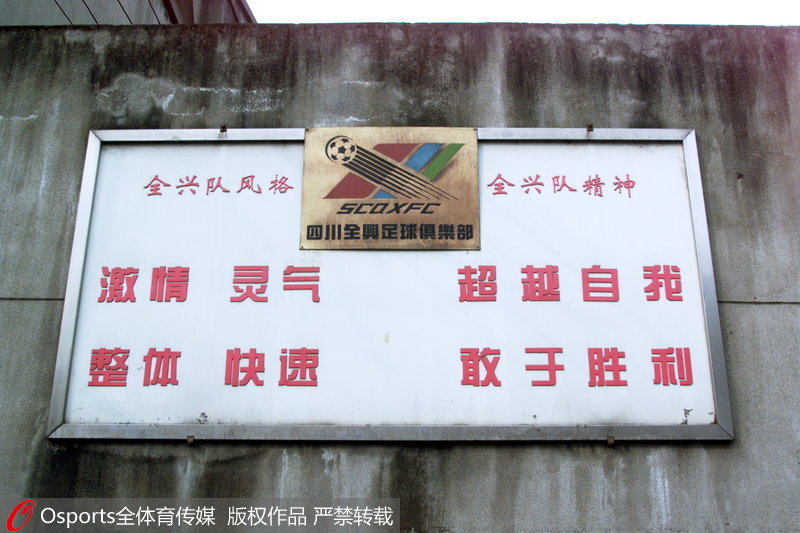 全兴队风格
SCQXFC
四川全興足球俱樂部
全兴队精神
激情 灵气
整体 快速
超越自我
敢于胜利
Osports全体育传媒 版权作品 严禁转载